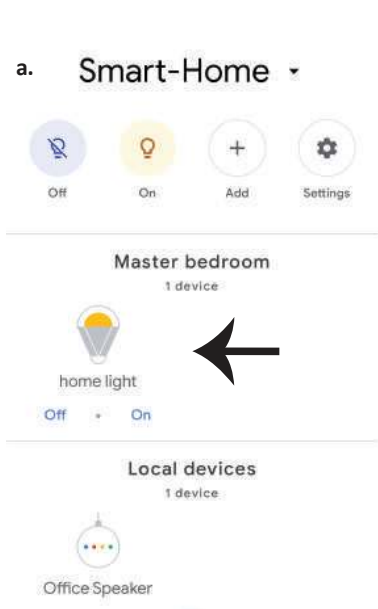 a. Smart-Home
Off On Add Settings
Master bedroom
1 device
home light
Off • On
Local devices
1 device
Office Speaker